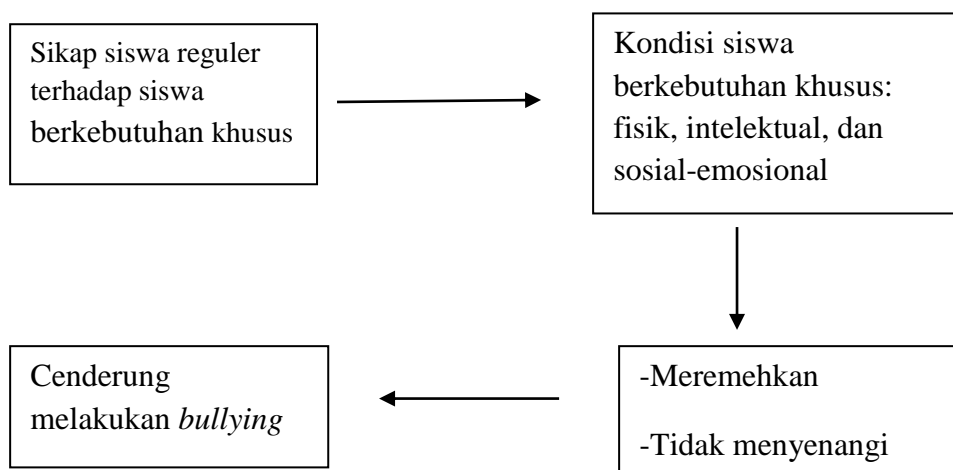 Sikap siswa reguler
terhadap siswa
berkebutuhan khusus
Kondisi siswa
berkebutuhan khusus:
fisik, intelektual, dan
sosial-emosional
-Meremehkan
-Tidak menyenangi
Cenderung
melakukan bullying